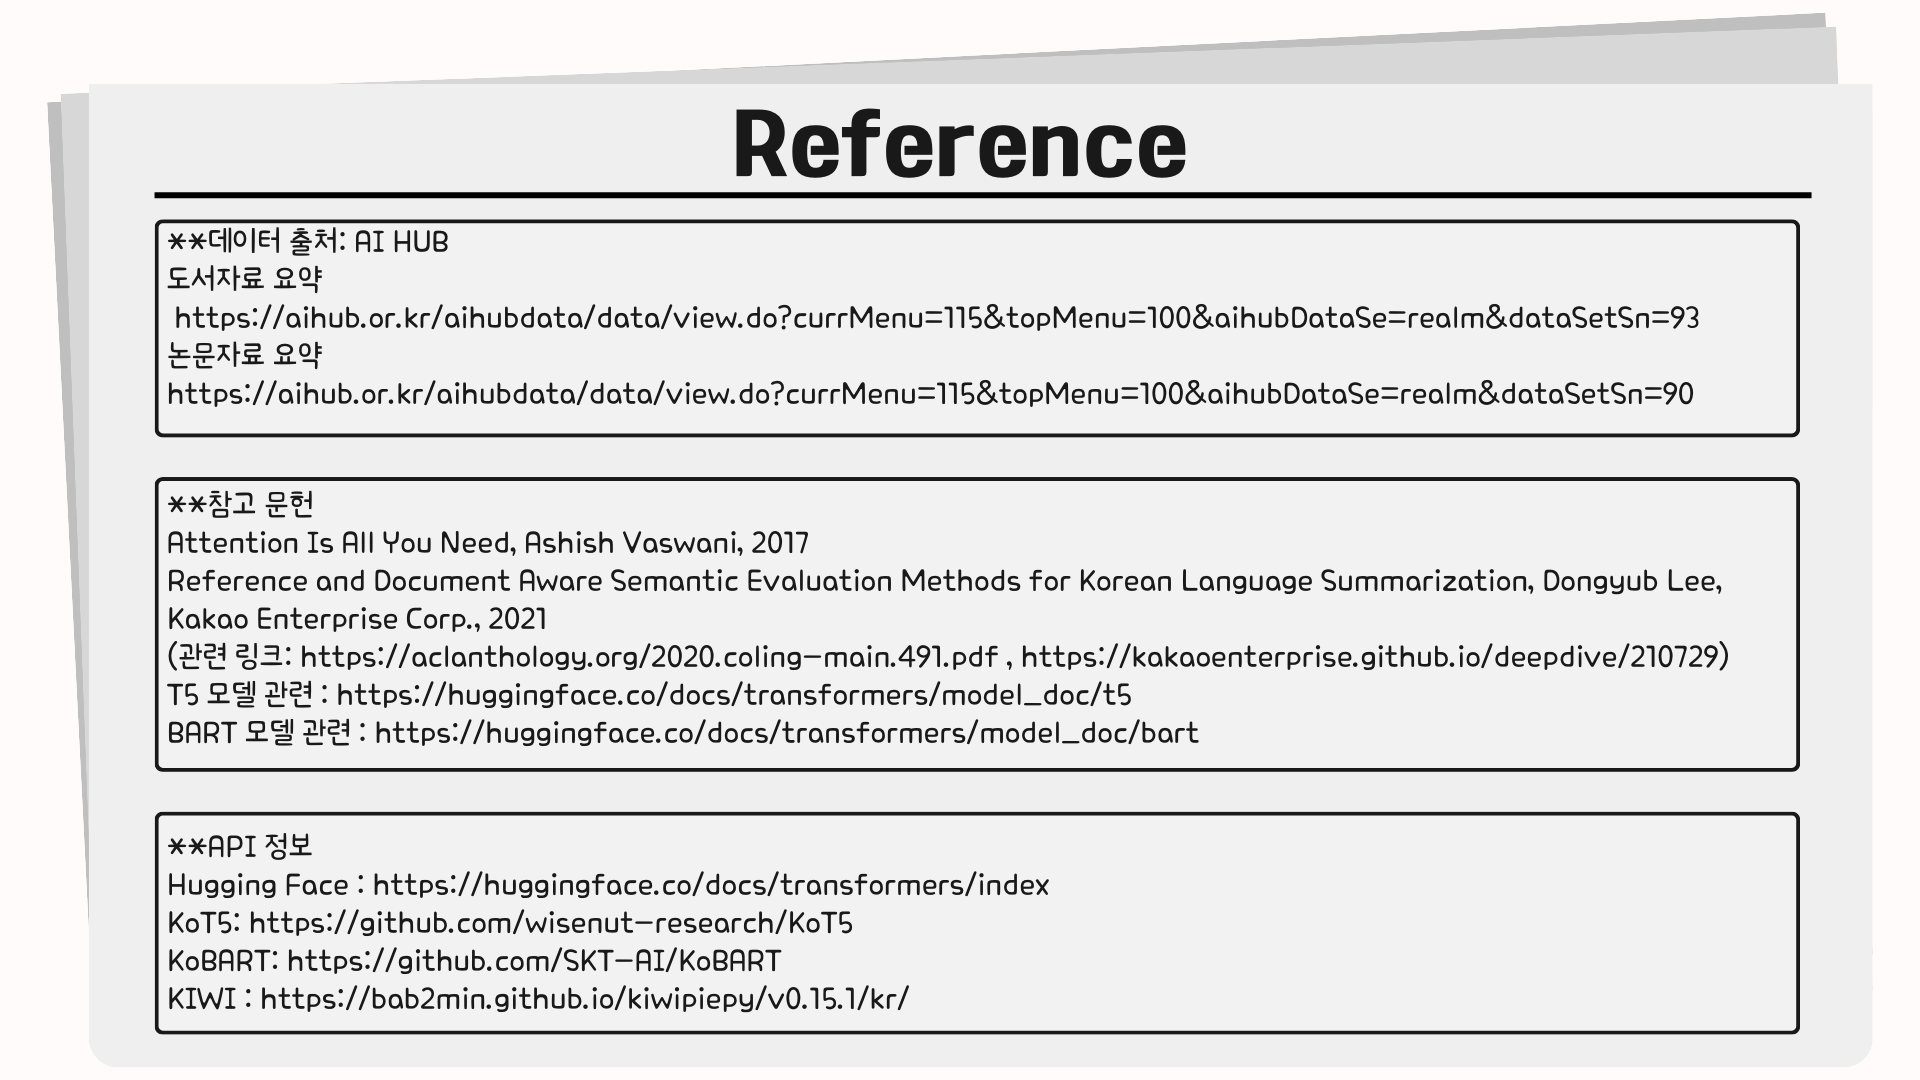 Reference
**데이터 출처: AI HUB
도서자료 요약
https://aihub.or.kr/aihubdata/data/view.do?currMenu=115&topMenu=100&aihubDataSe=realm&dataSetSn=93
논문자료 요약
https://aihub.or.kr/aihubdata/data/view.do?currMenu=115&topMenu=100&aihubDataSe=realm&dataSetSn=90
**참고 문헌
Attention Is All You Need, Ashish Vaswani, 2017
Reference and Document Aware Semantic Evaluation Methods for Korean Language Summarization, Dongyub Lee,
Kakao Enterprise Corp., 2021
(관련 링크: https://aclanthology.org/2020.coling-main.491.pdf , https://kakaoenterprise.github.io/deepdive/210729)
T5 모델 관련 : https://huggingface.co/docs/transformers/model_doc/t5
BART 모델 관련 : https://huggingface.co/docs/transformers/model_doc/bart
**API 정보
Hugging Face : https://huggingface.co/docs/transformers/index
KoT5: https://github.com/wisenut-research/KoT5
KoBART: https://github.com/SKT-AI/KoBART
KIWI : https://bab2min.github.io/kiwipiepy/v0.15.1/kr/